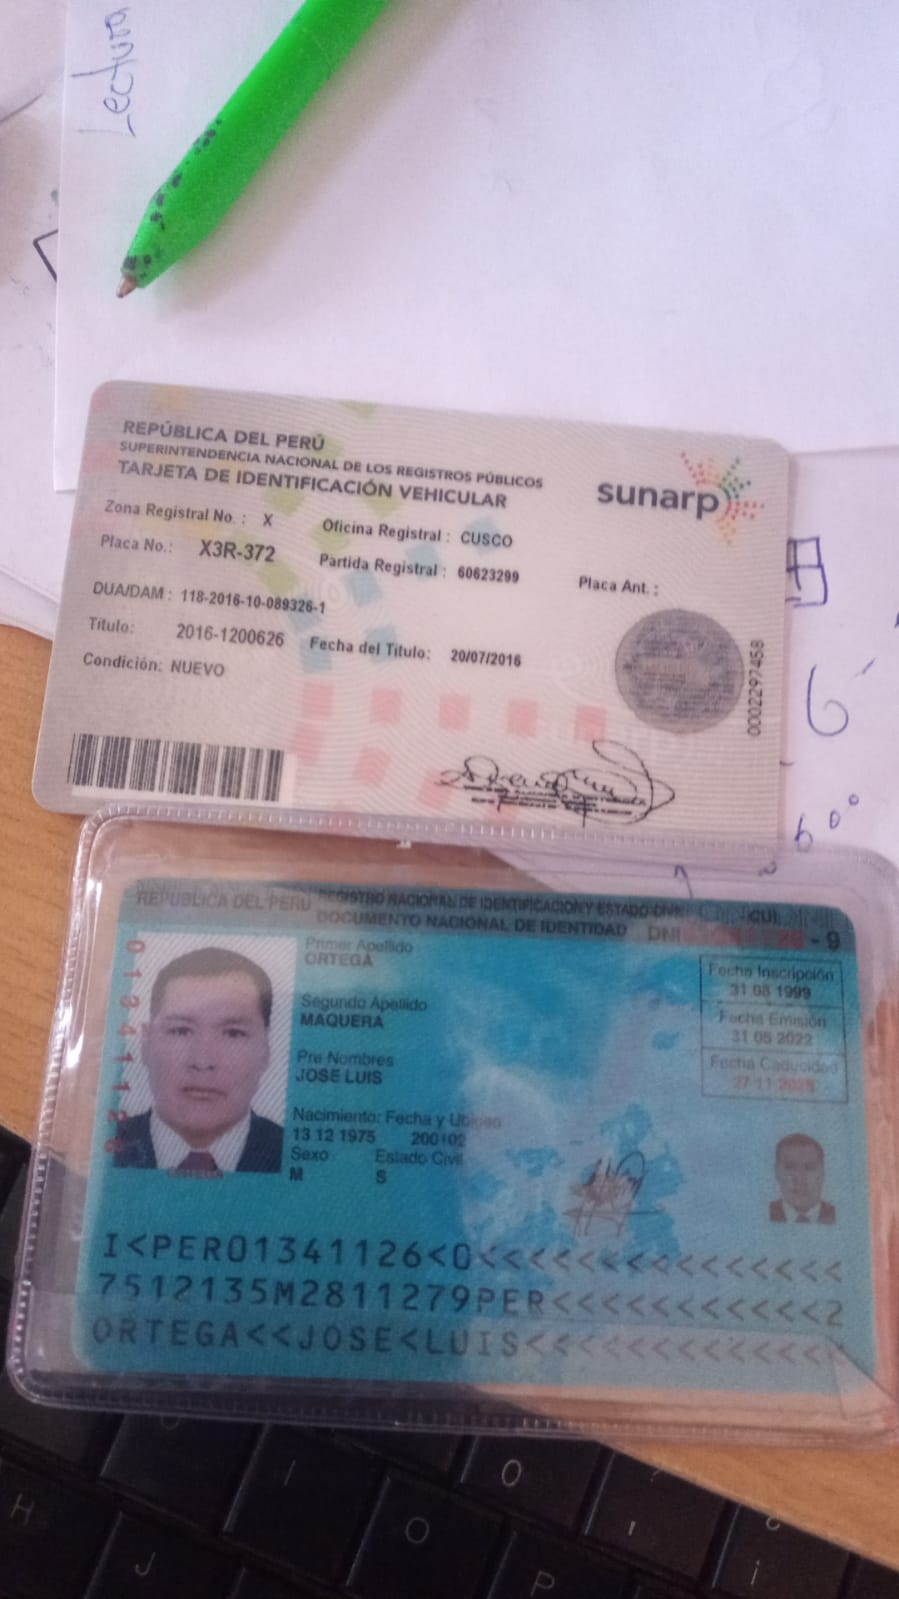 Lectura
REPÚBLICA DEL PERÚ
SUPERINTENDENCIA NACIONAL DE LOS REGISTROS PÚBLICOS
TARJETA DE IDENTIFICACIÓN VEHICULAR
sunarp
Zona Registral No. : X Oficina Registral : CUSCO
Placa No.: X3R-372 Partida Registral : 60623299 Placa Ant. :
DUA/DAM : 118-2016-10-089326-1
Título: 2016-1200626 Fecha del Título: 20/07/2016
Condición: NUEVO
0002297458
6
60°
REPÚBLICA DEL PERÚ REGISTRO NACIONAL DE IDENTIFICACIÓN Y ESTADO CIVIL CUI
DOCUMENTO NACIONAL DE IDENTIDAD DNI - 9
01341126
Primer Apellido
ORTEGA
Segundo Apellido
MAQUERA
Pre Nombres
JOSE LUIS
Nacimiento: Fecha y Ubigeo
13 12 1975 200102
Sexo Estado Civil
M S
Fecha Inscripción
31 08 1999
Fecha Emisión
31 05 2022
Fecha Caducidad
27 11
I<PER01341126<0<<<<<<<<<<<<<<<
7512135M2811279PER<<<<<<<<<<<2
ORTEGA<<JOSE<LUIS<<<<<<<<<<<<<
H
J
I
O
O
P